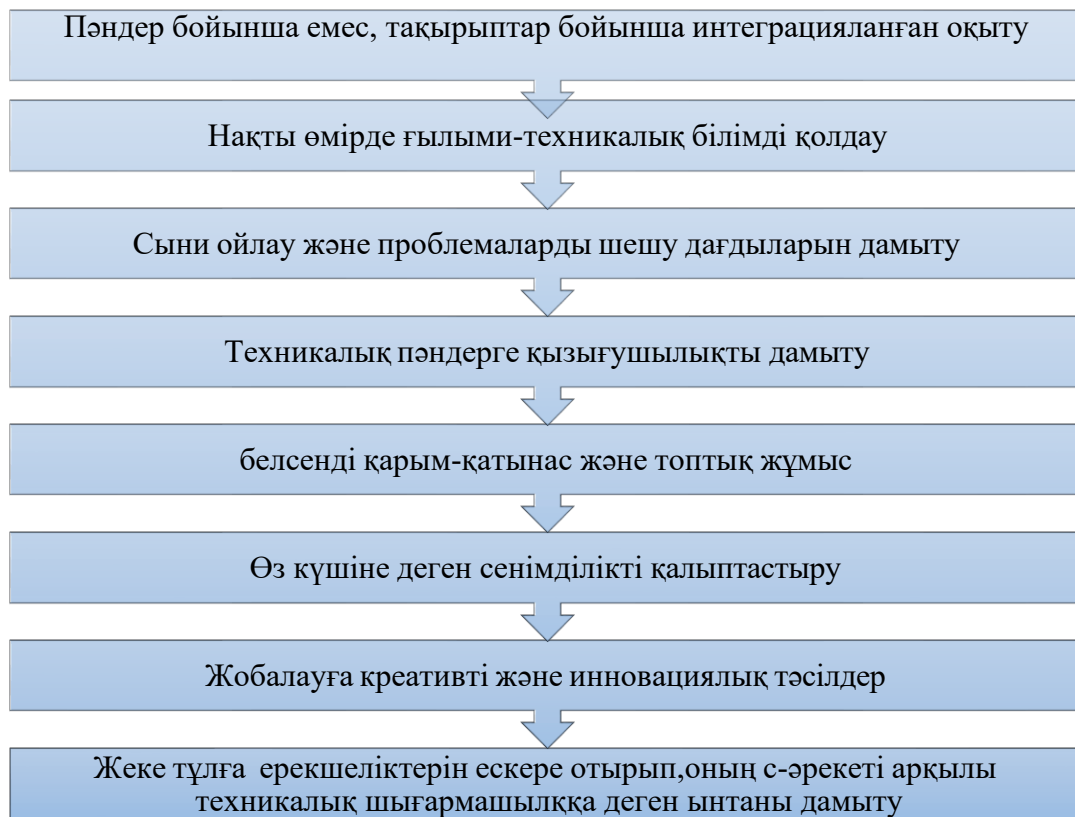 Пәндер бойынша емес, тақырыптар бойынша интеграцияланған оқыту
Нақты өмірде ғылыми-техникалық білімді қолдау
Сыни ойлау және проблемаларды шешу дағдыларын дамыту
Техникалық пәндерге қызығушылықты дамыту
белсенді қарым-қатынас және топтық жұмыс
Өз күшіне деген сенімділікті қалыптастыру
Жобалауға креативті және инновациялық тәсілдер
Жеке тұлға ерекшеліктерін ескере отырып,оның с-әрекеті арқылы
техникалық шығармашылққа деген ынтаны дамыту